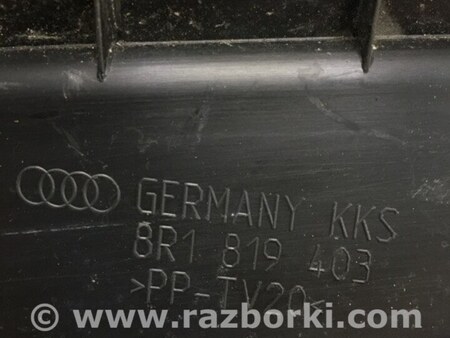 GERMANY KKS
8R1 819 403
>PP-TV20<
© www.razborki.com